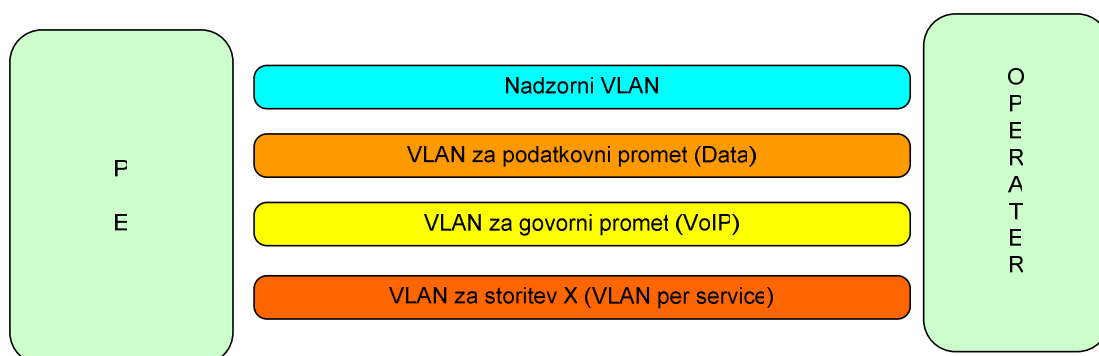 P
E
Nadzorni VLAN
VLAN za podatkovni promet (Data)
VLAN za govorni promet (VoIP)
VLAN za storitev X (VLAN per service)
O
P
E
R
A
T
E
R